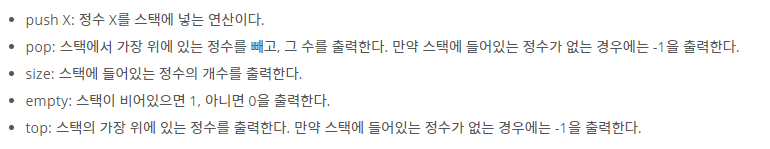 push X: 정수 X를 스택에 넣는 연산이다.
pop: 스택에서 가장 위에 있는 정수를 빼고, 그 수를 출력한다. 만약 스택에 들어있는 정수가 없는 경우에는 -1을 출력한다.
size: 스택에 들어있는 정수의 개수를 출력한다.
empty: 스택이 비어있으면 1, 아니면 0을 출력한다.
top: 스택의 가장 위에 있는 정수를 출력한다. 만약 스택에 들어있는 정수가 없는 경우에는 -1을 출력한다.